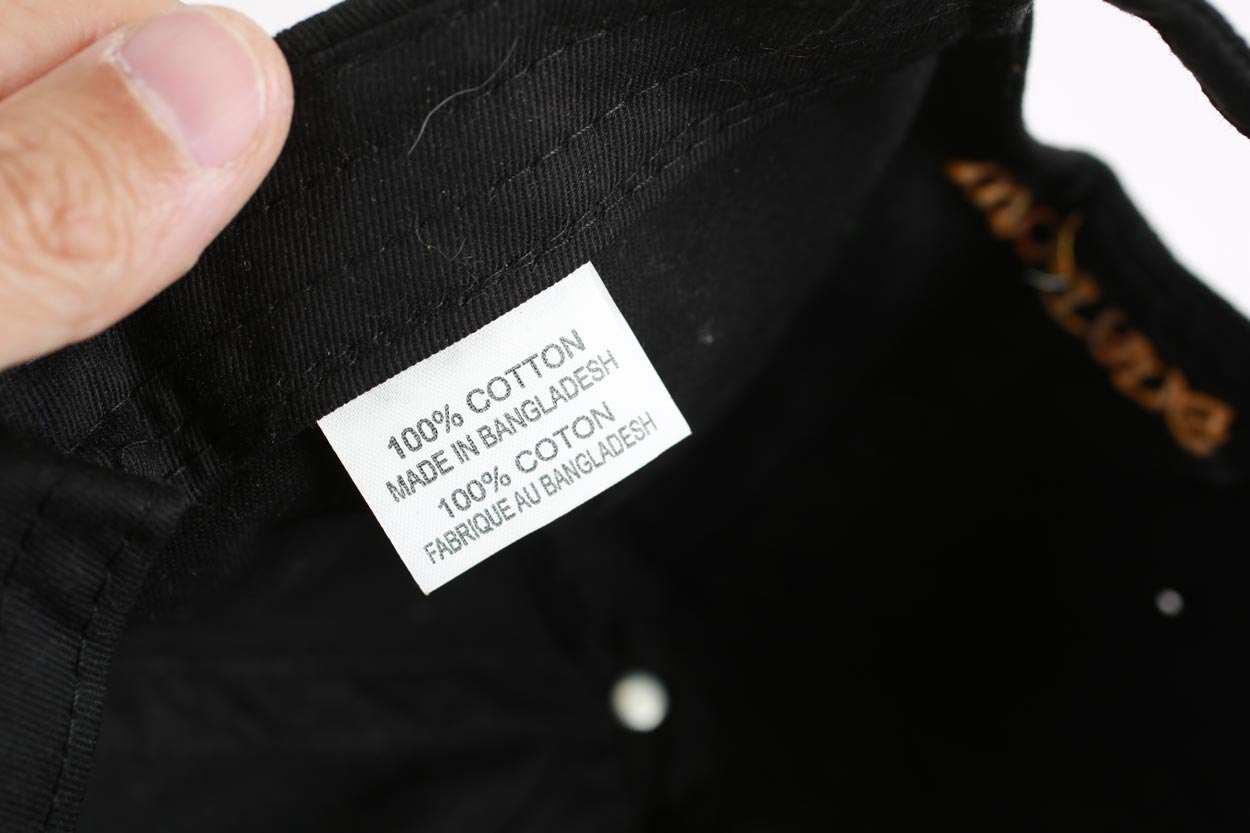 100% COTTON
MADE IN BANGLADESH
100% COTON
FABRIQUE AU BANGLADESH